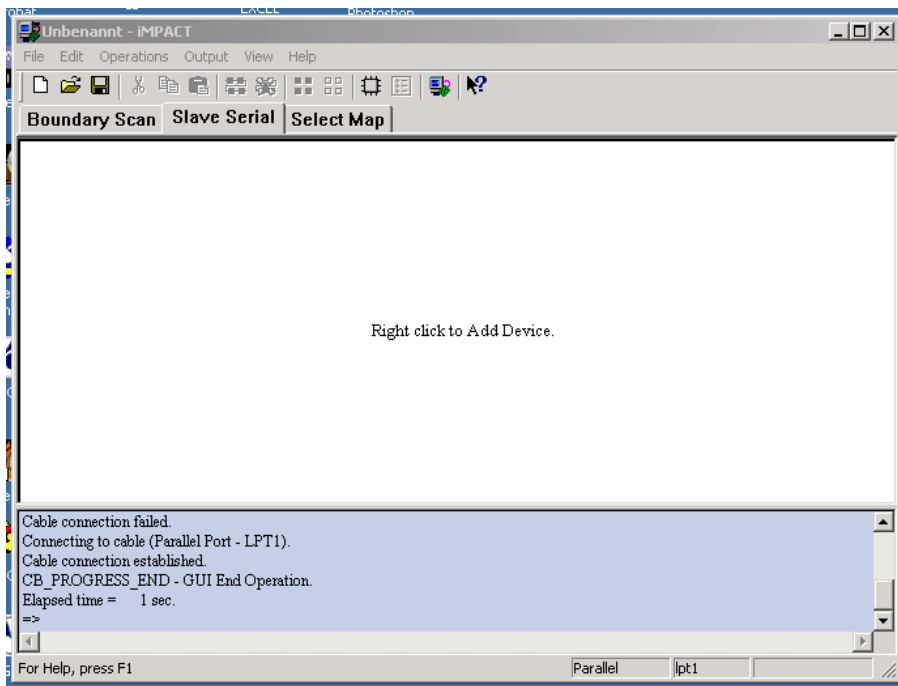 EXCEL
Photoshop
Unbenannt - iMPACT
File Edit Operations Output View Help
Boundary Scan Slave Serial Select Map
Right click to Add Device.
Cable connection failed.
Connecting to cable (Parallel Port - LPT1).
Cable connection established.
CB_PROGRESS_END - GUI End Operation.
Elapsed time = 1 sec.
=>
For Help, press F1 Parallel lpt1